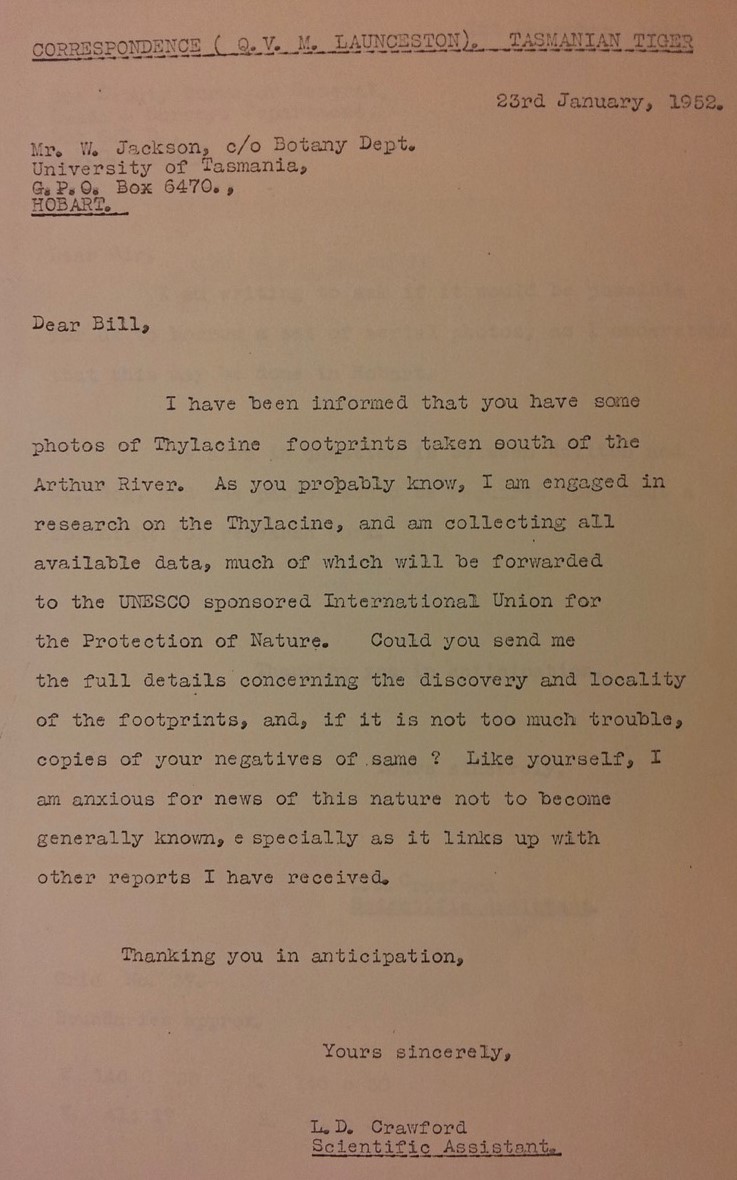 CORRESPONDENCE ( Q.V. M. LAUNCESTON). TASMANIAN TIGER
23rd January, 1952.
Mr. W. Jackson, c/o Botany Dept.
University of Tasmania,
G.P.O. Box 6470.,
HOBART.
Dear Bill,
I have been informed that you have some
photos of Thylacine footprints taken south of the
Arthur River. As you probably know, I am engaged in
research on the Thylacine, and am collecting all
available data, much of which will be forwarded
to the UNESCO sponsored International Union for
the Protection of Nature. Could you send me
the full details concerning the discovery and locality
of the footprints, and, if it is not too much trouble,
copies of your negatives of same ? Like yourself, I
am anxious for news of this nature not to become
generally known, e specially as it links up with
other reports I have received.
Thanking you in anticipation,
Yours sincerely,
L.D. Crawford
Scientific Assistant.